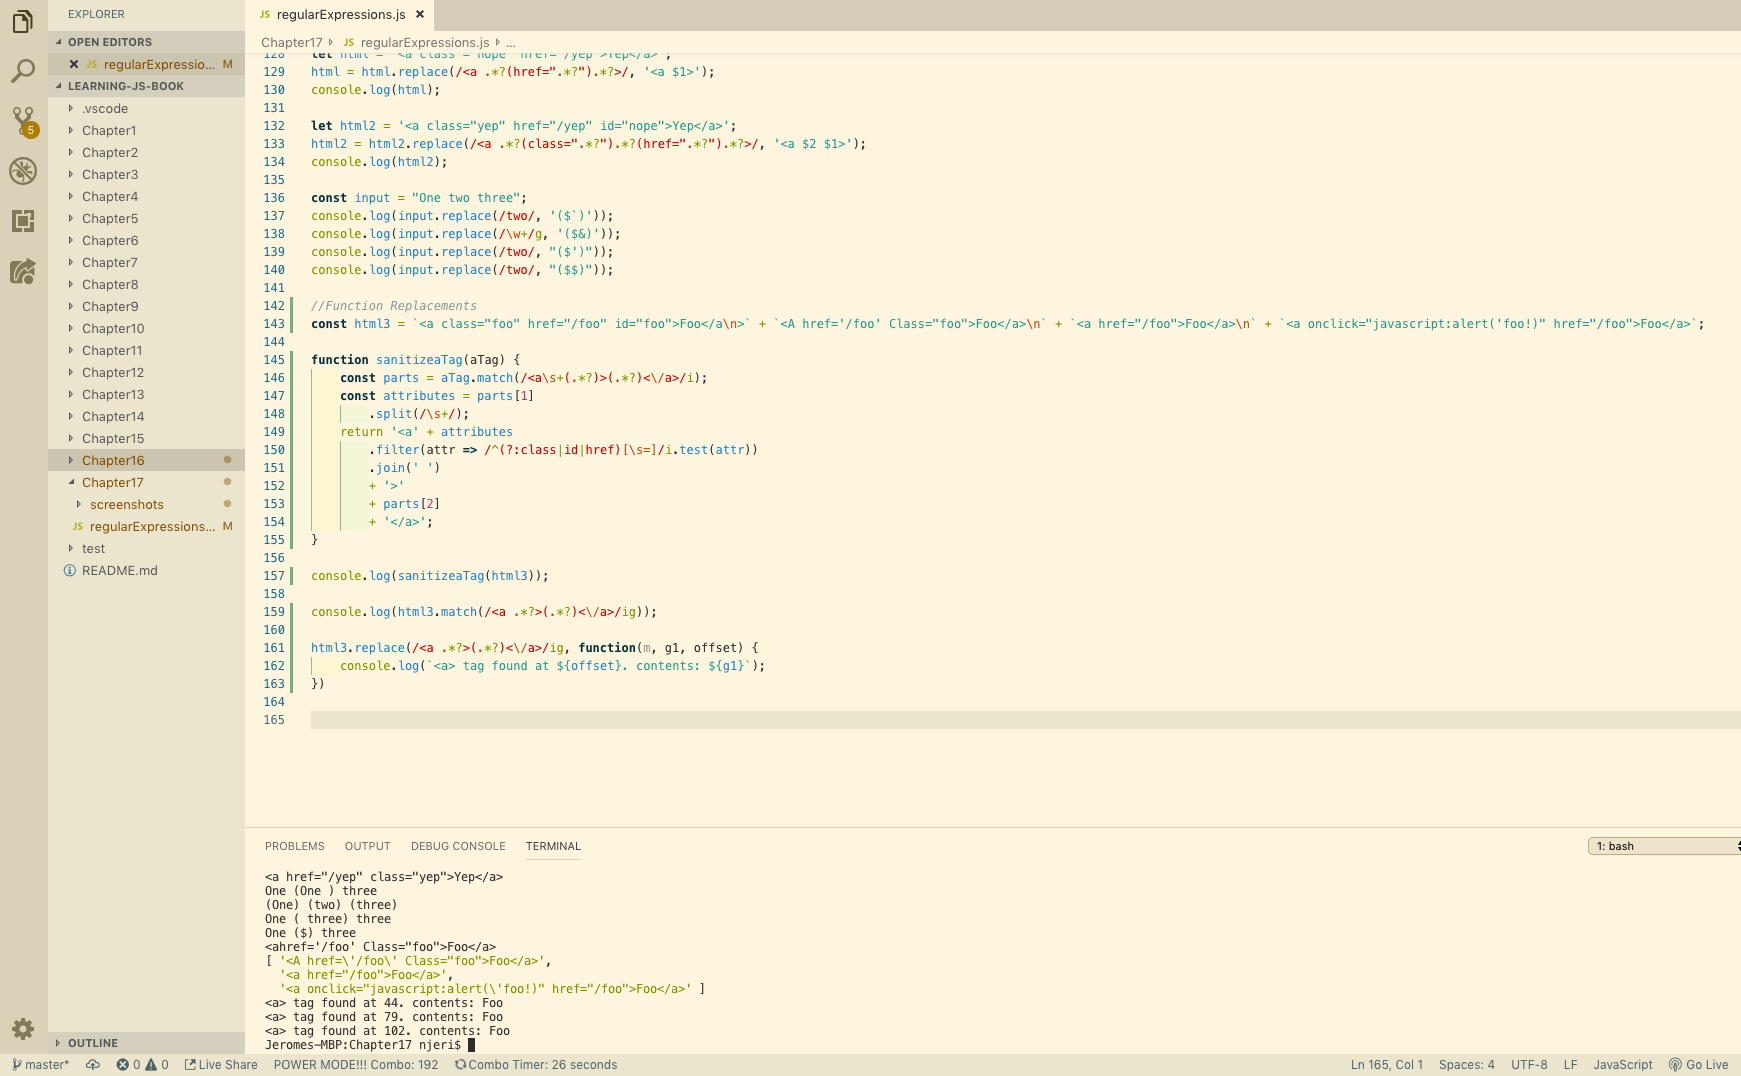 EXPLORER
OPEN EDITORS
JS regularExpressio... M
LEARNING-JS-BOOK
.vscode
Chapter1
Chapter2
Chapter3
Chapter4
Chapter5
Chapter6
Chapter7
Chapter8
Chapter9
Chapter10
Chapter11
Chapter12
Chapter13
Chapter14
Chapter15
Chapter16
Chapter17
screenshots
JS regularExpressions... M
test
README.md
OUTLINE
5
JS regularExpressions.js
Chapter17 JS regularExpressions.js ...
128 let html = '<a class="nope" href="/yep">Yep</a>';
129 html = html.replace(/<a .*?(href=".*?").*?>/, '<a $1>');
130 console.log(html);
131
132 let html2 = '<a class="yep" href="/yep" id="nope">Yep</a>';
133 html2 = html2.replace(/<a .*?(class=".*?").*?(href=".*?").*?>/, '<a $2 $1>');
134 console.log(html2);
135
136 const input = "One two three";
137 console.log(input.replace(/two/, '($`)'));
138 console.log(input.replace(/\w+/g, '($&)'));
139 console.log(input.replace(/two/, "($')"));
140 console.log(input.replace(/two/, "($$)"));
141
142 //Function Replacements
143 const html3 = `<a class="foo" href="/foo" id="foo">Foo</a\n>` + `<A href='/foo' Class="foo">Foo</a>\n` + `<a href="/foo">Foo</a>\n` + `<a onclick="javascript:alert('foo!)" href="/foo">Foo</a>`;
144
145 function sanitizeaTag(aTag) {
146 const parts = aTag.match(/<a\s+(.*?)>(.*?)<\/a>/i);
147 const attributes = parts[1]
148 .split(/\s+/);
149 return '<a' + attributes
150 .filter(attr => /^(?:class|id|href)[\s=]/i.test(attr))
151 .join(' ')
152 + '>'
153 + parts[2]
154 + '</a>';
155 }
156
157 console.log(sanitizeaTag(html3));
158
159 console.log(html3.match(/<a .*?>(.*?)<\/a>/ig));
160
161 html3.replace(/<a .*?>(.*?)<\/a>/ig, function(m, g1, offset) {
162 console.log(`<a> tag found at ${offset}. contents: ${g1}`);
163 })
164
165
PROBLEMS OUTPUT DEBUG CONSOLE TERMINAL
1: bash
<a href="/yep" class="yep">Yep</a>
One (One ) three
(One) (two) (three)
One ( three) three
One ($) three
<ahref='/foo' Class="foo">Foo</a>
[ '<A href=\'/foo\' Class="foo">Foo</a>',
'<a href="/foo">Foo</a>',
'<a onclick="javascript:alert(\'foo!)" href="/foo">Foo</a>' ]
<a> tag found at 44. contents: Foo
<a> tag found at 79. contents: Foo
<a> tag found at 102. contents: Foo
Jeromes-MBP:Chapter17 njeri$
master* 0 0 Live Share POWER MODE!!! Combo: 192 Combo Timer: 26 seconds Ln 165, Col 1 Spaces: 4 UTF-8 LF JavaScript Go Live